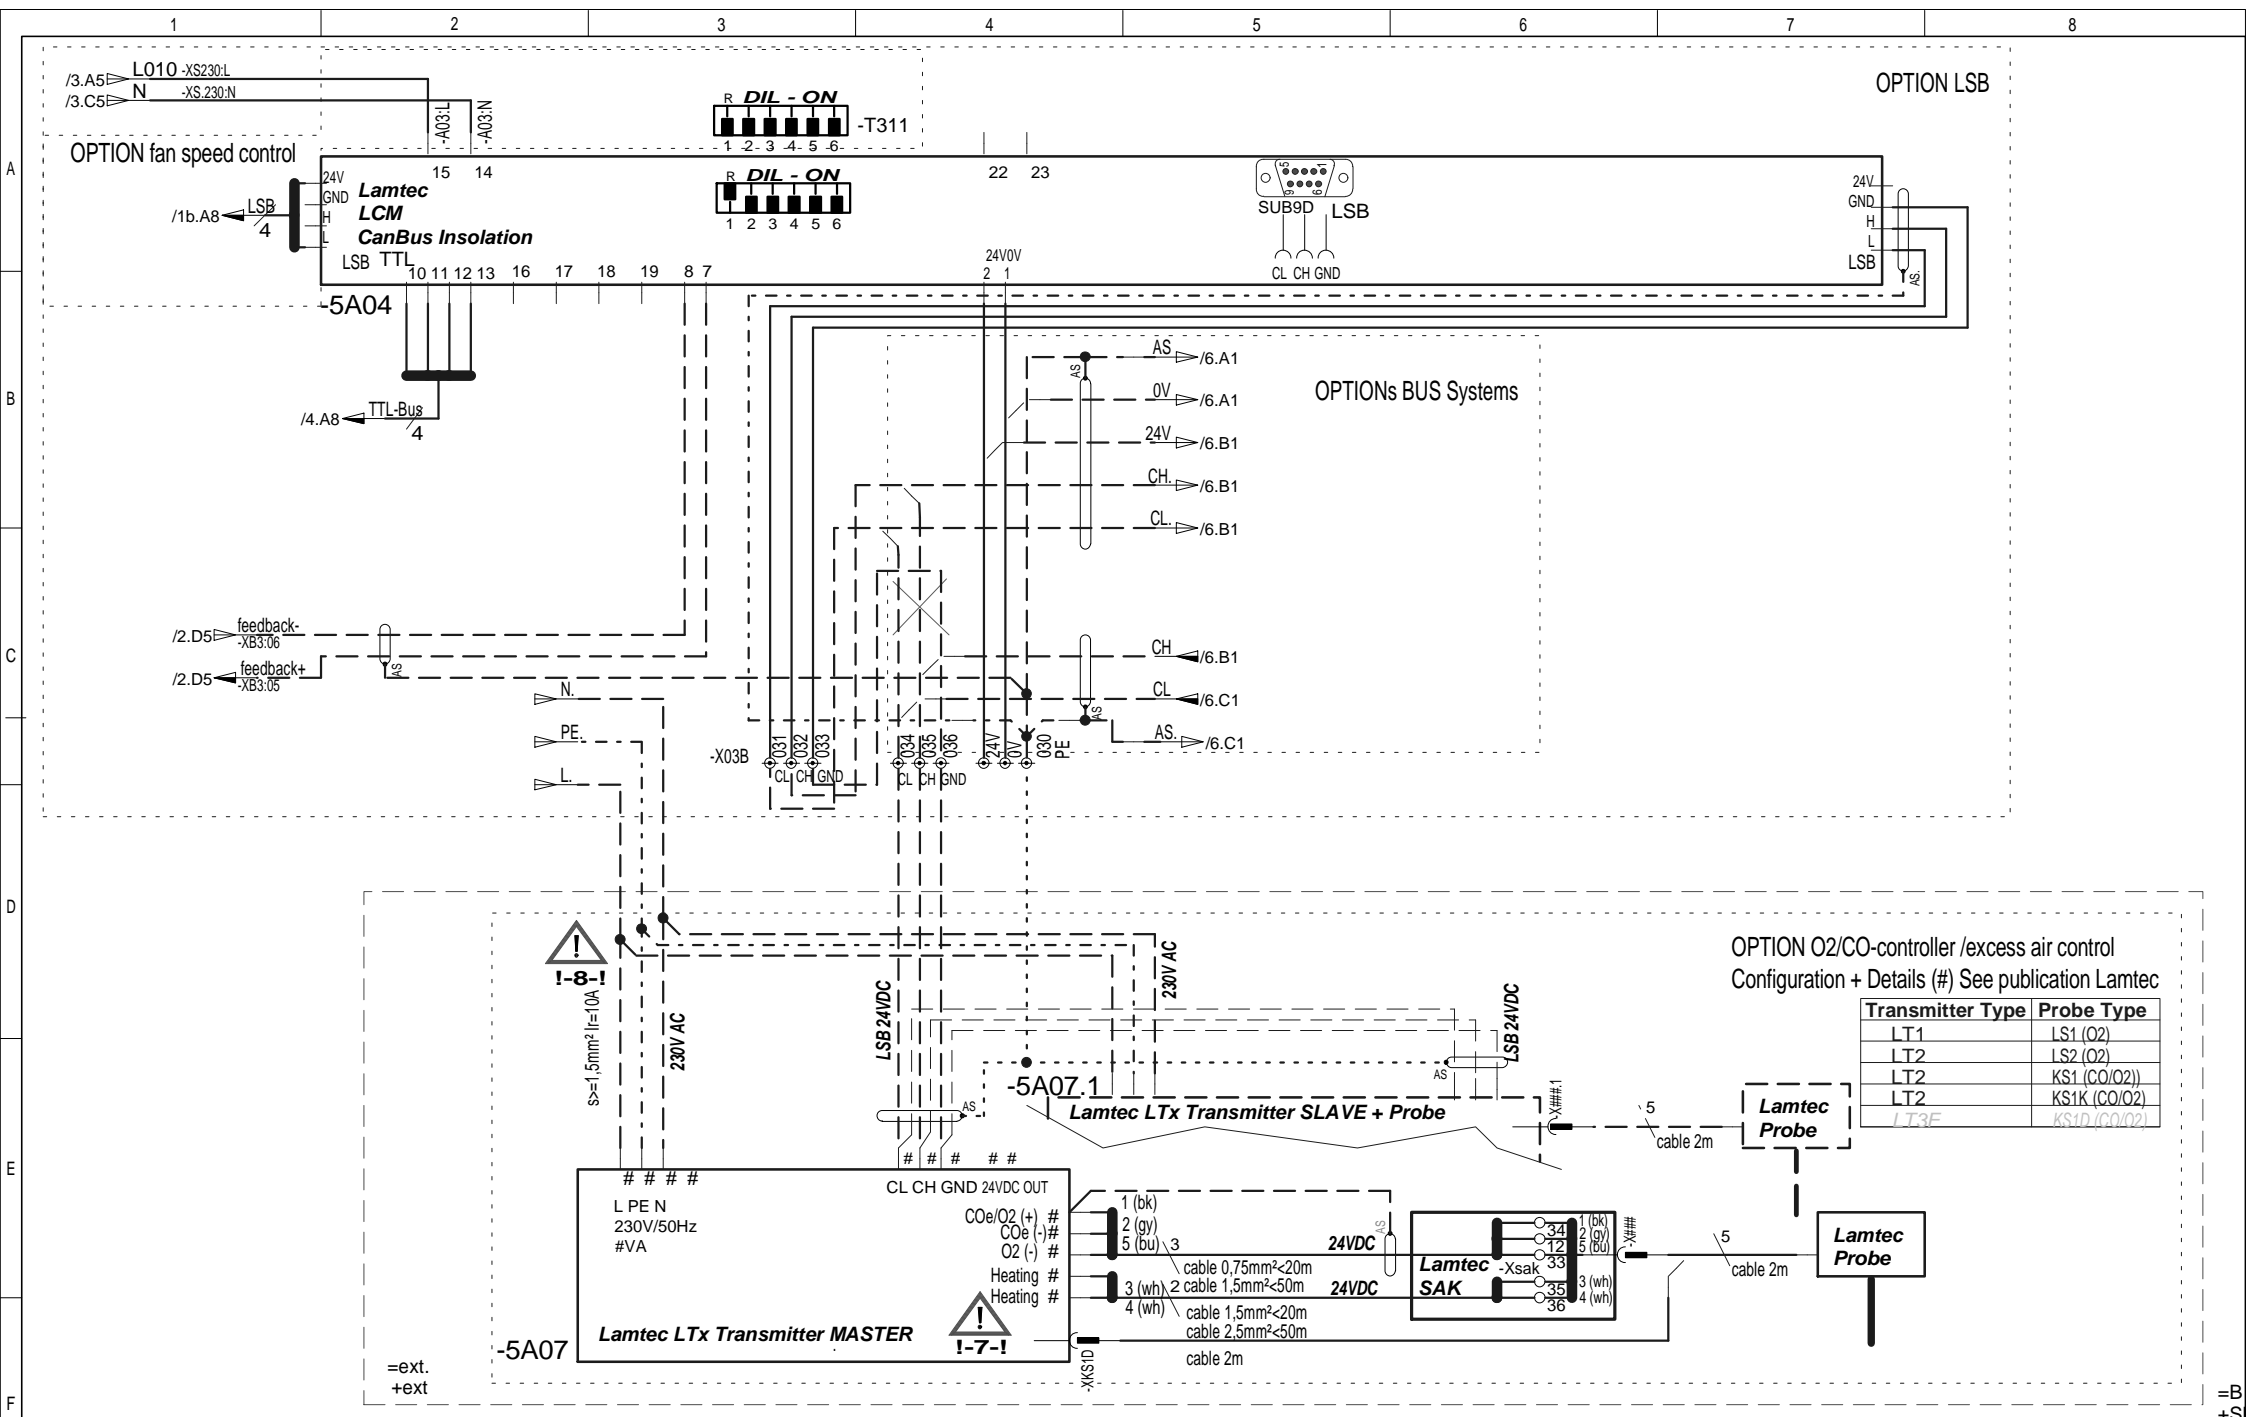 1 2 3 4 5 6 7 8
/3.A5 L010 -XS230:L
/3.C5 N -XS.230:N
-A03:L
-A03:N
R DIL - ON
-T311
1 2 3 4 5 6
OPTION LSB
OPTION fan speed control
A
15 14
22 23
24V
GND
H
L
LSB TTL
/1b.A8 LSB
4
Lamtec
LCM
CanBus Insolation
R DIL - ON
1 2 3 4 5 6
5 1
9 6
SUB9D LSB
CL CH GND
24V
GND
H
L
LSB
AS.
10 11 12 13 16 17 18 19 8 7
24V0V
2 1
-5A04
B
AS /6.A1
AS
0V /6.A1
24V /6.B1
CH. /6.B1
CL. /6.B1
OPTIONs BUS Systems
/4.A8 TTL-Bus
4
C
/2.D5 feedback-
-XB3:06
/2.D5 feedback+
-XB3:05
AS
CH /6.B1
CL /6.C1
AS
AS. /6.C1
N.
PE.
L.
-X03B
031 032 033 034 035 036 24V 0V 030
PE
CL CH GND CL CH GND
D
!
!-8-!
s>=1,5mm² Ir=10A
230V AC
LSB 24VDC
230V AC
LSB 24VDC
OPTION O2/CO-controller /excess air control
Configuration + Details (#) See publication Lamtec
Transmitter Type Probe Type
LT1 LS1 (O2)
LT2 LS2 (O2)
LT2 KS1 (CO/O2))
LT2 KS1K (CO/O2)
LT3F KS1D (CO/O2)
AS
-5A07.1
AS
Lamtec LTx Transmitter SLAVE + Probe
-X###.1
5
cable 2m
Lamtec
Probe
E
# # # #
# # # # #
L PE N
230V/50Hz
#VA
CL CH GND 24VDC OUT
COe/O2 (+) #
COe (-)#
O2 (-) #
Heating #
Heating #
1 (bk)
2 (gy)
5 (bu) 3
cable 0,75mm²<20m
3 (wh) 2 cable 1,5mm²<50m
4 (wh)
cable 1,5mm²<20m
cable 2,5mm²<50m
24VDC
24VDC
AS
Lamtec
SAK
-Xsak
34
12
33
35
36
1 (bk)
2 (gy)
5 (bu)
3 (wh)
4 (wh)
-X###
5
cable 2m
Lamtec
Probe
-5A07
Lamtec LTx Transmitter MASTER
!
!-7-!
-XKS1D
cable 2m
=ext.
+ext
F
=B